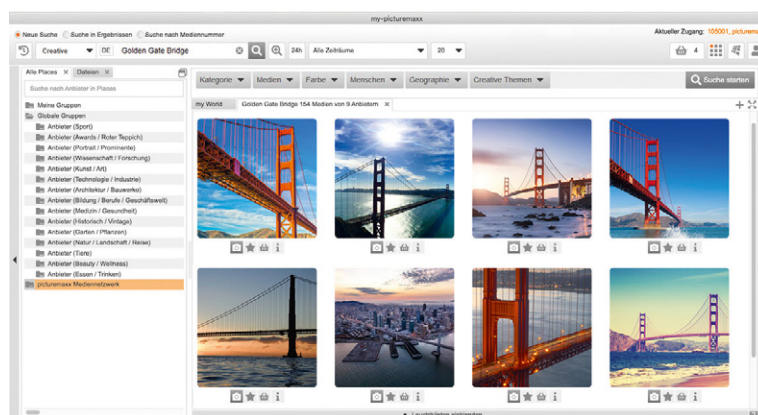 my-picturemaxx
Neue Suche Suche in Ergebnissen Suche nach Mediennummer
Aktueller Zugang: 105001, picturema
Creative DE Golden Gate Bridge 24h Alle Zeiträume 20 4
Alle Places x Dateien x
Suche nach Anbieter in Places
Meine Gruppen
Globale Gruppen
Anbieter (Sport)
Anbieter (Awards / Roter Teppich)
Anbieter (Portrait / Prominente)
Anbieter (Wissenschaft / Forschung)
Anbieter (Kunst / Art)
Anbieter (Technologie / Industrie)
Anbieter (Architektur / Bauwerke)
Anbieter (Bildung / Berufe / Geschäftswelt)
Anbieter (Medizin / Gesundheit)
Anbieter (Historisch / Vintage)
Anbieter (Garten / Pflanzen)
Anbieter (Natur / Landschaft / Reise)
Anbieter (Tiere)
Anbieter (Beauty / Wellness)
Anbieter (Essen / Trinken)
picturemaxx Mediennetzwerk
Kategorie Medien Farbe Menschen Geographie Creative Themen Suche starten
my World Golden Gate Bridge 154 Medien von 9 Anbietern x